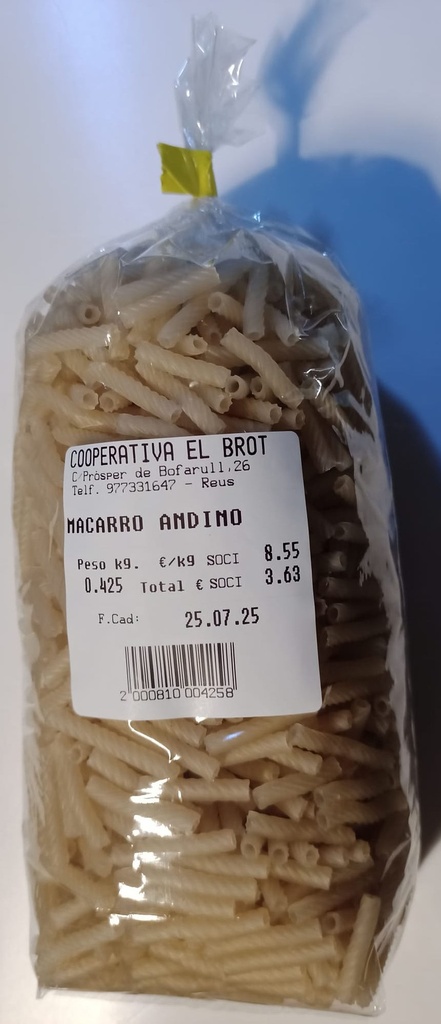 COOPERATIVA EL BROT
C/Pròsper de Bofarull,26
Telf. 977331647 - Reus
MACARRO ANDINO
Peso kg. €/kg SOCI 8.55
0.425 Total € SOCI 3.63
F.Cad: 25.07.25
2 000810 004258